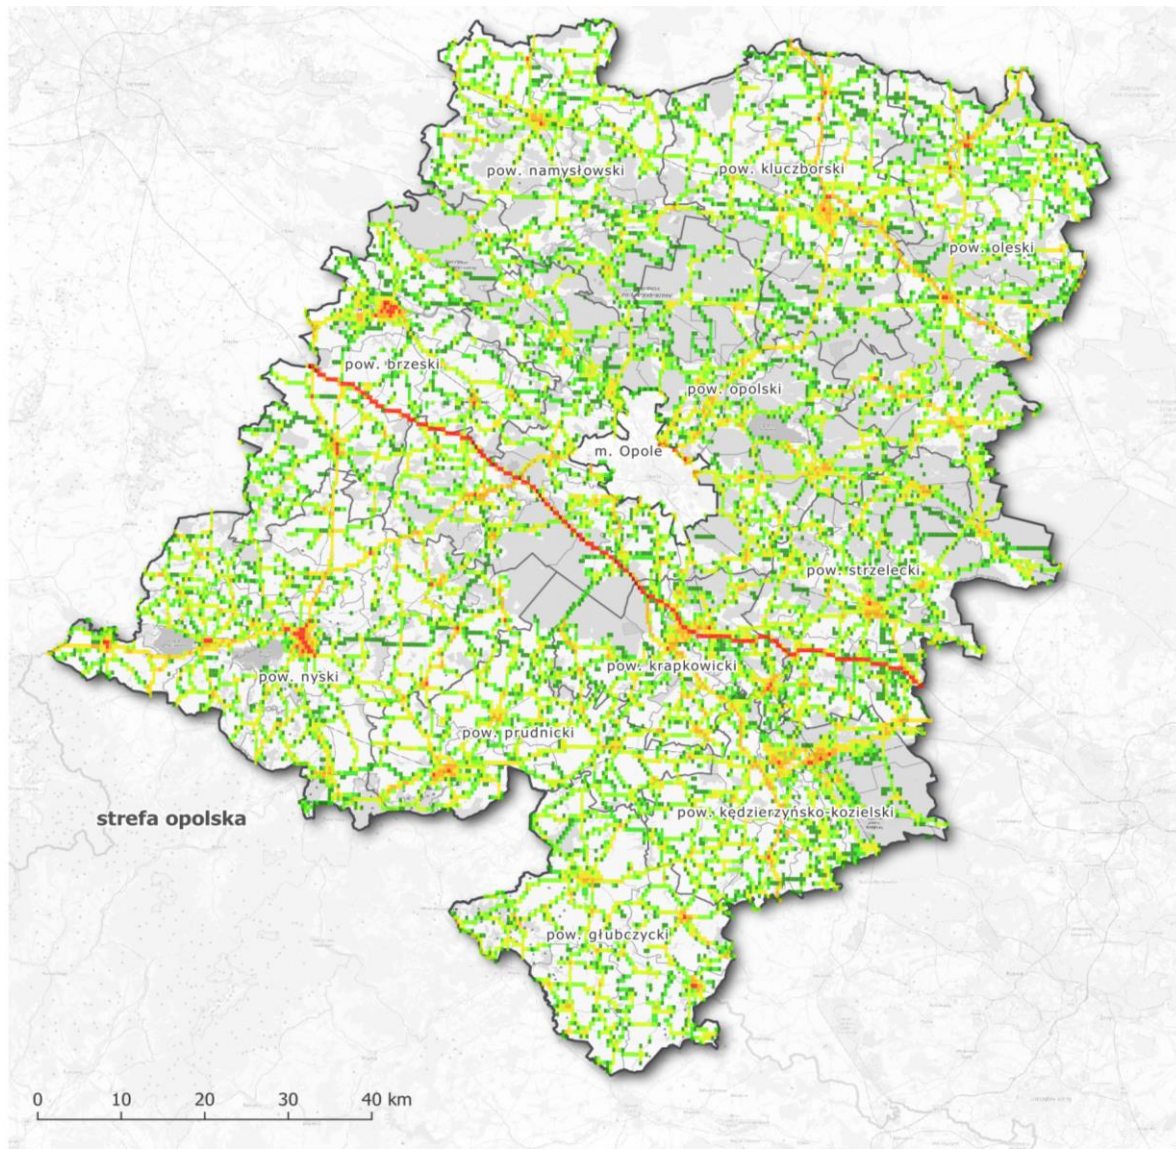 pow. namysłowski
pow. kluczborski
pow. oleski
pow. brzeski
pow. opolski
m. Opole
pow. strzelecki
pow. krapkowicki
pow. nyski
pow. prudnicki
strefa opolska
pow. kędzierzyńsko-kozielski
pow. głubczycki
0 10 20 30 40 km